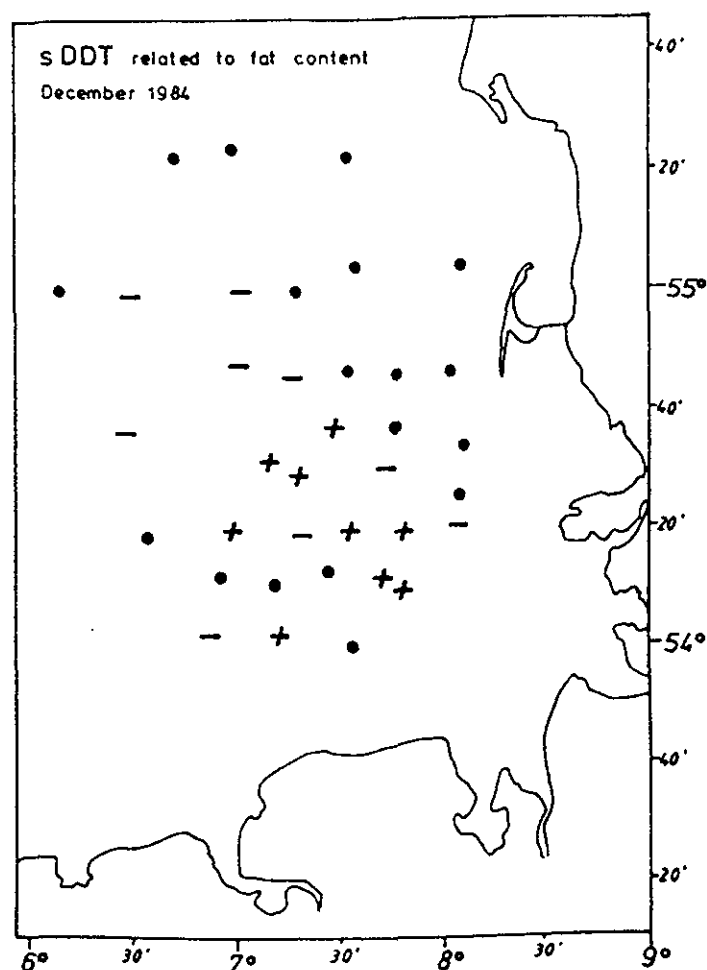 s DDT related to fat content
December 1984
40'
20'
55°
40'
20'
54°
40'
20'
6° 30' 7° 30' 8° 30' 9°